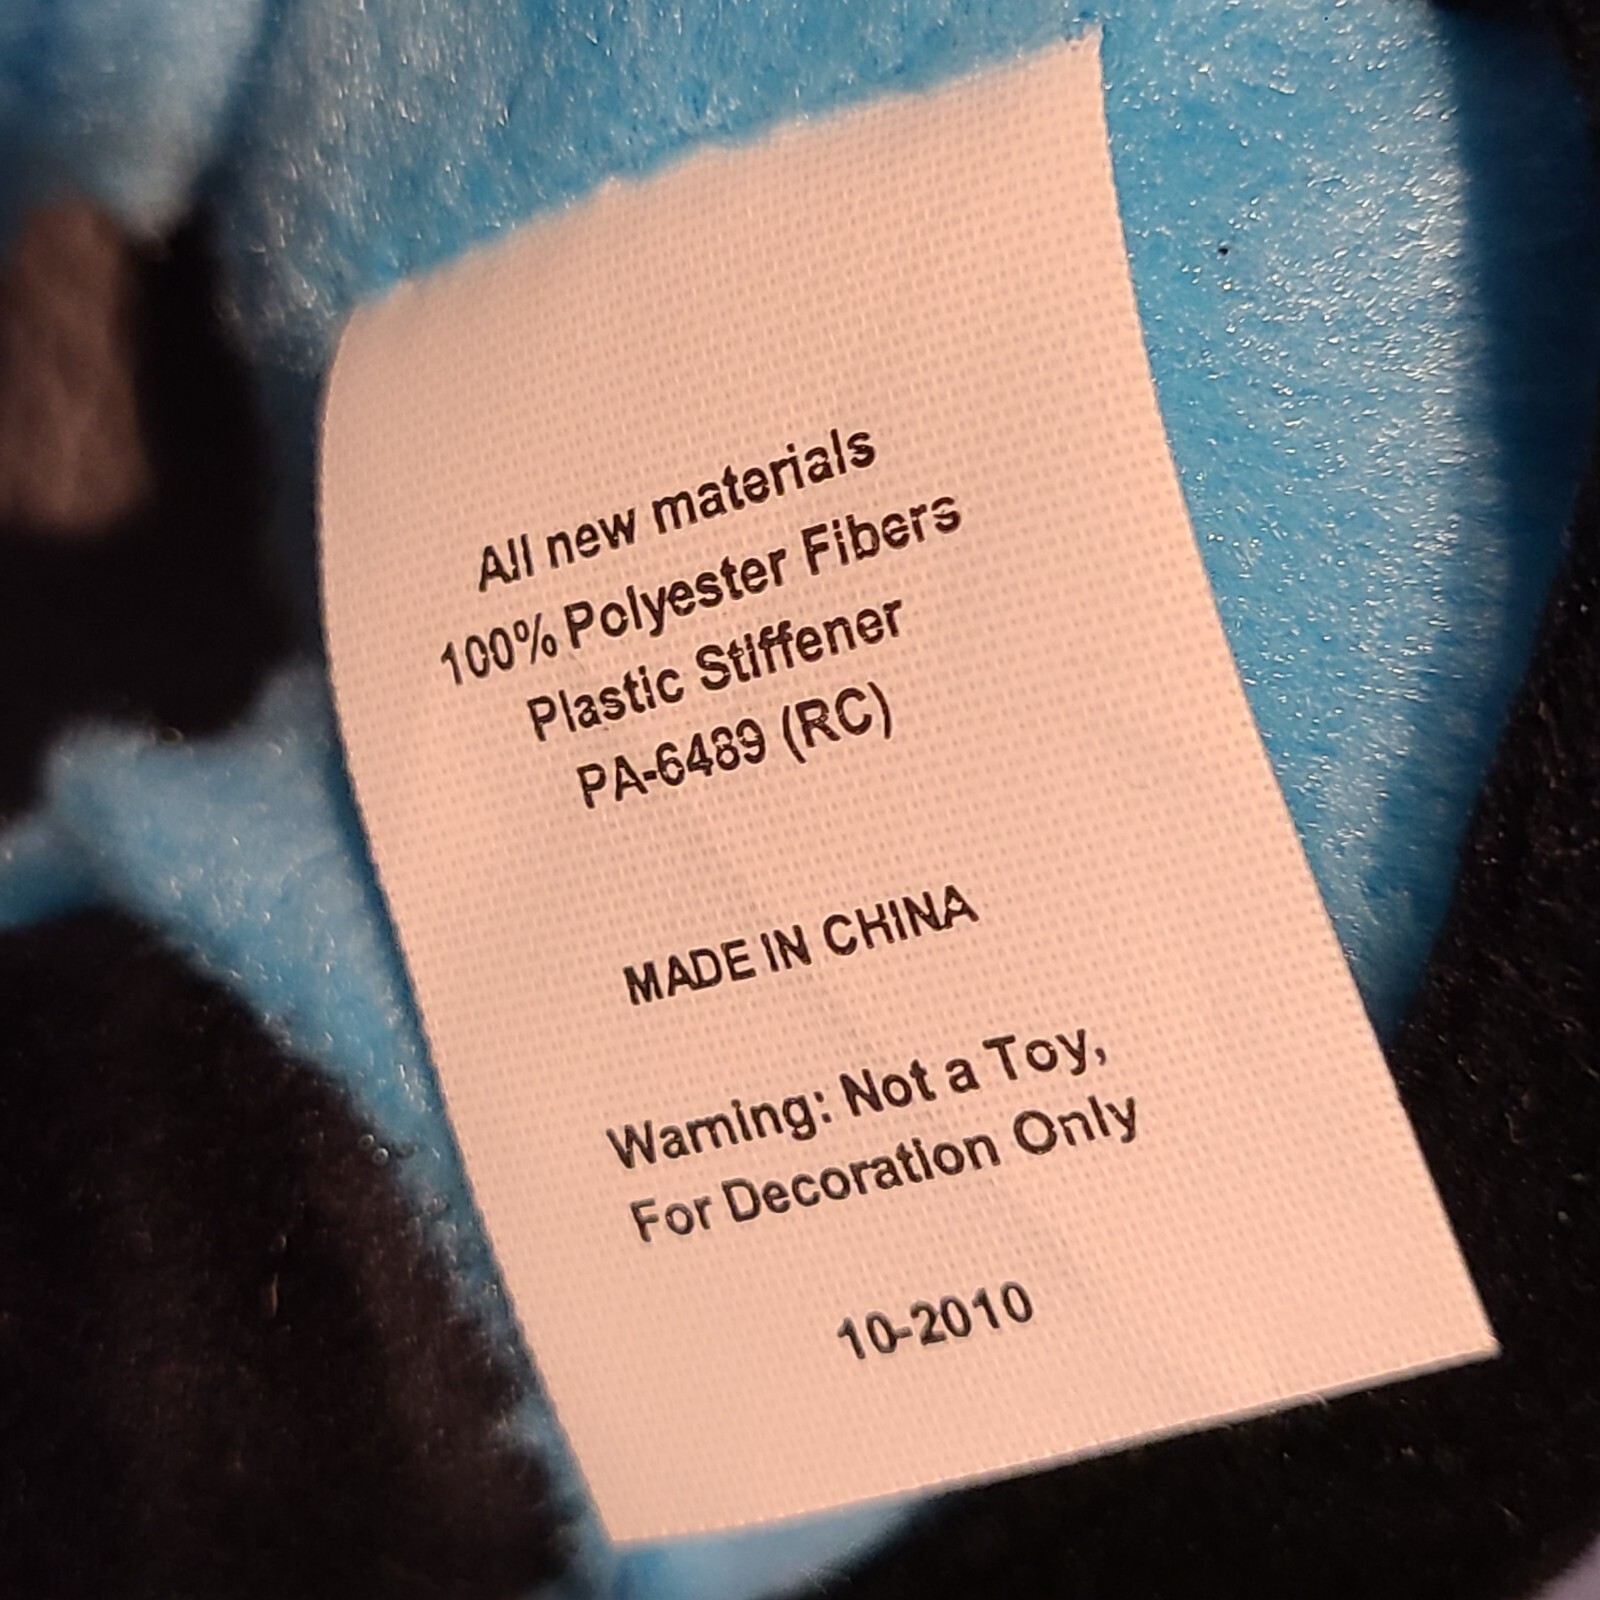 All new materials
100% Polyester Fibers
Plastic Stiffener
PA-6489 (RC)
MADE IN CHINA
Warning: Not a Toy,
For Decoration Only
10-2010